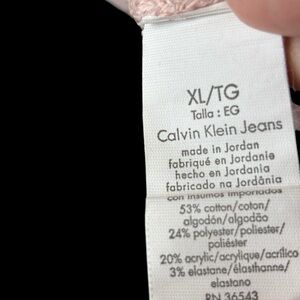 XL/TG
Talla : EG
Calvin Klein Jeans
made in Jordan
fabriqué en Jordanie
hecho en Jordania
fabricado na Jordânia
con insumos importados/
53% cotton/coton/
algodón/algodão
24% polyester/polyester/
poliéster
20% acrylic/acrylique/acrílico
3% elastane/élasthanne/
elastano
RN 36543